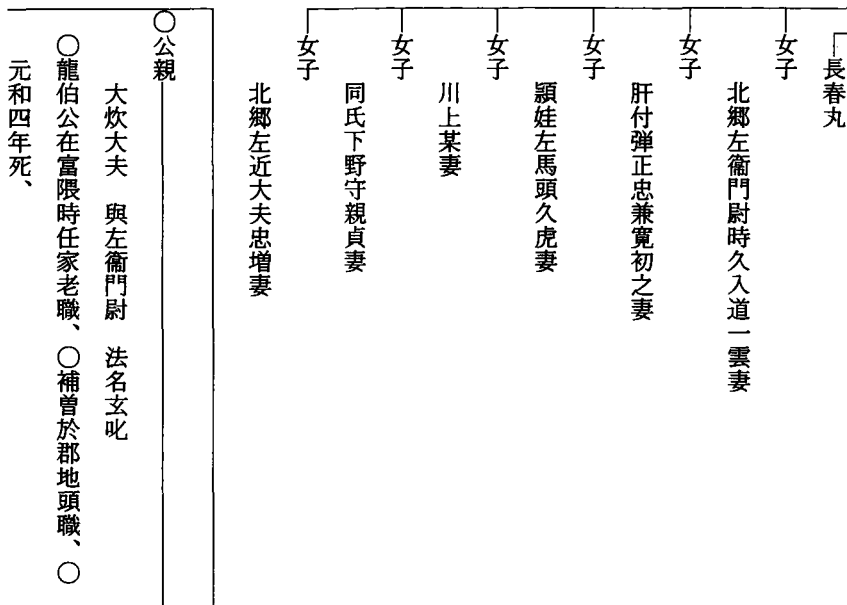 長春丸
女子
北郷左衞門尉時久入道一雲妻
女子
肝付弾正忠兼寛初之妻
女子
頴娃左馬頭久虎妻
女子
川上某妻
女子
同氏下野守親貞妻
女子
北郷左近大夫忠増妻
○公親
大炊大夫　與左衞門尉　法名玄叱
○龍伯公在富隈時任家老職、○補曽於郡地頭職、○
元和四年死、